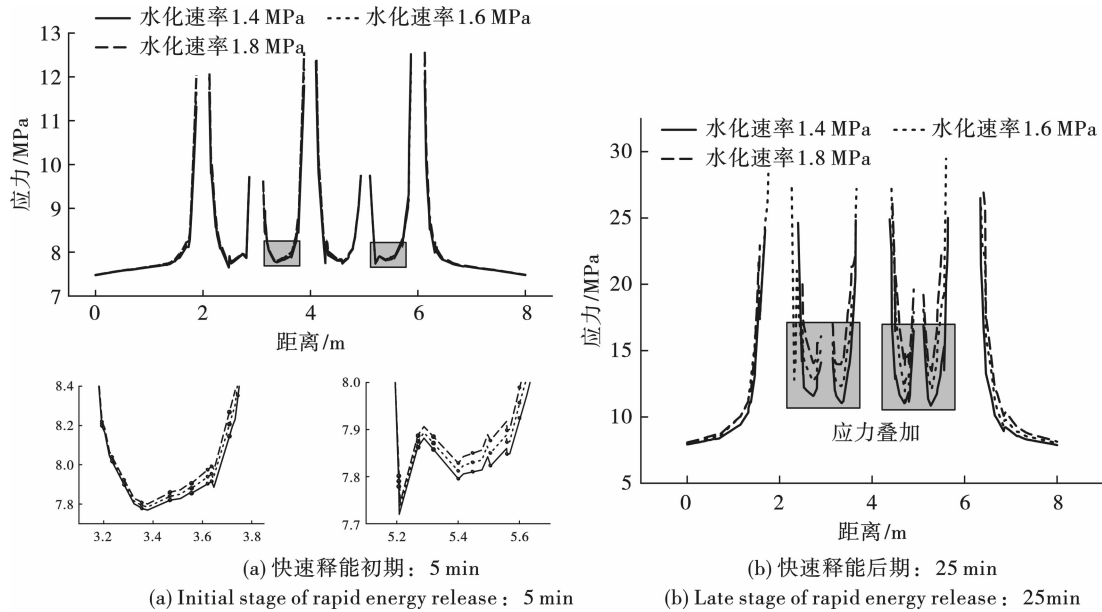 水化速率1.4 MPa
水化速率1.6 MPa
水化速率1.8 MPa
13
12
11
10
9
8
7
应力/MPa
0 2 4 6 8
距离/m
8.4
8.2
8.0
7.8
3.2 3.4 3.6 3.8
8.0
7.9
7.8
7.7
5.2 5.4 5.6
(a) 快速释能初期：5 min
(a) Initial stage of rapid energy release：5 min
水化速率1.4 MPa
水化速率1.6 MPa
水化速率1.8 MPa
30
25
20
15
10
5
应力/MPa
应力叠加
0 2 4 6 8
距离/m
(b) 快速释能后期：25 min
(b) Late stage of rapid energy release：25min